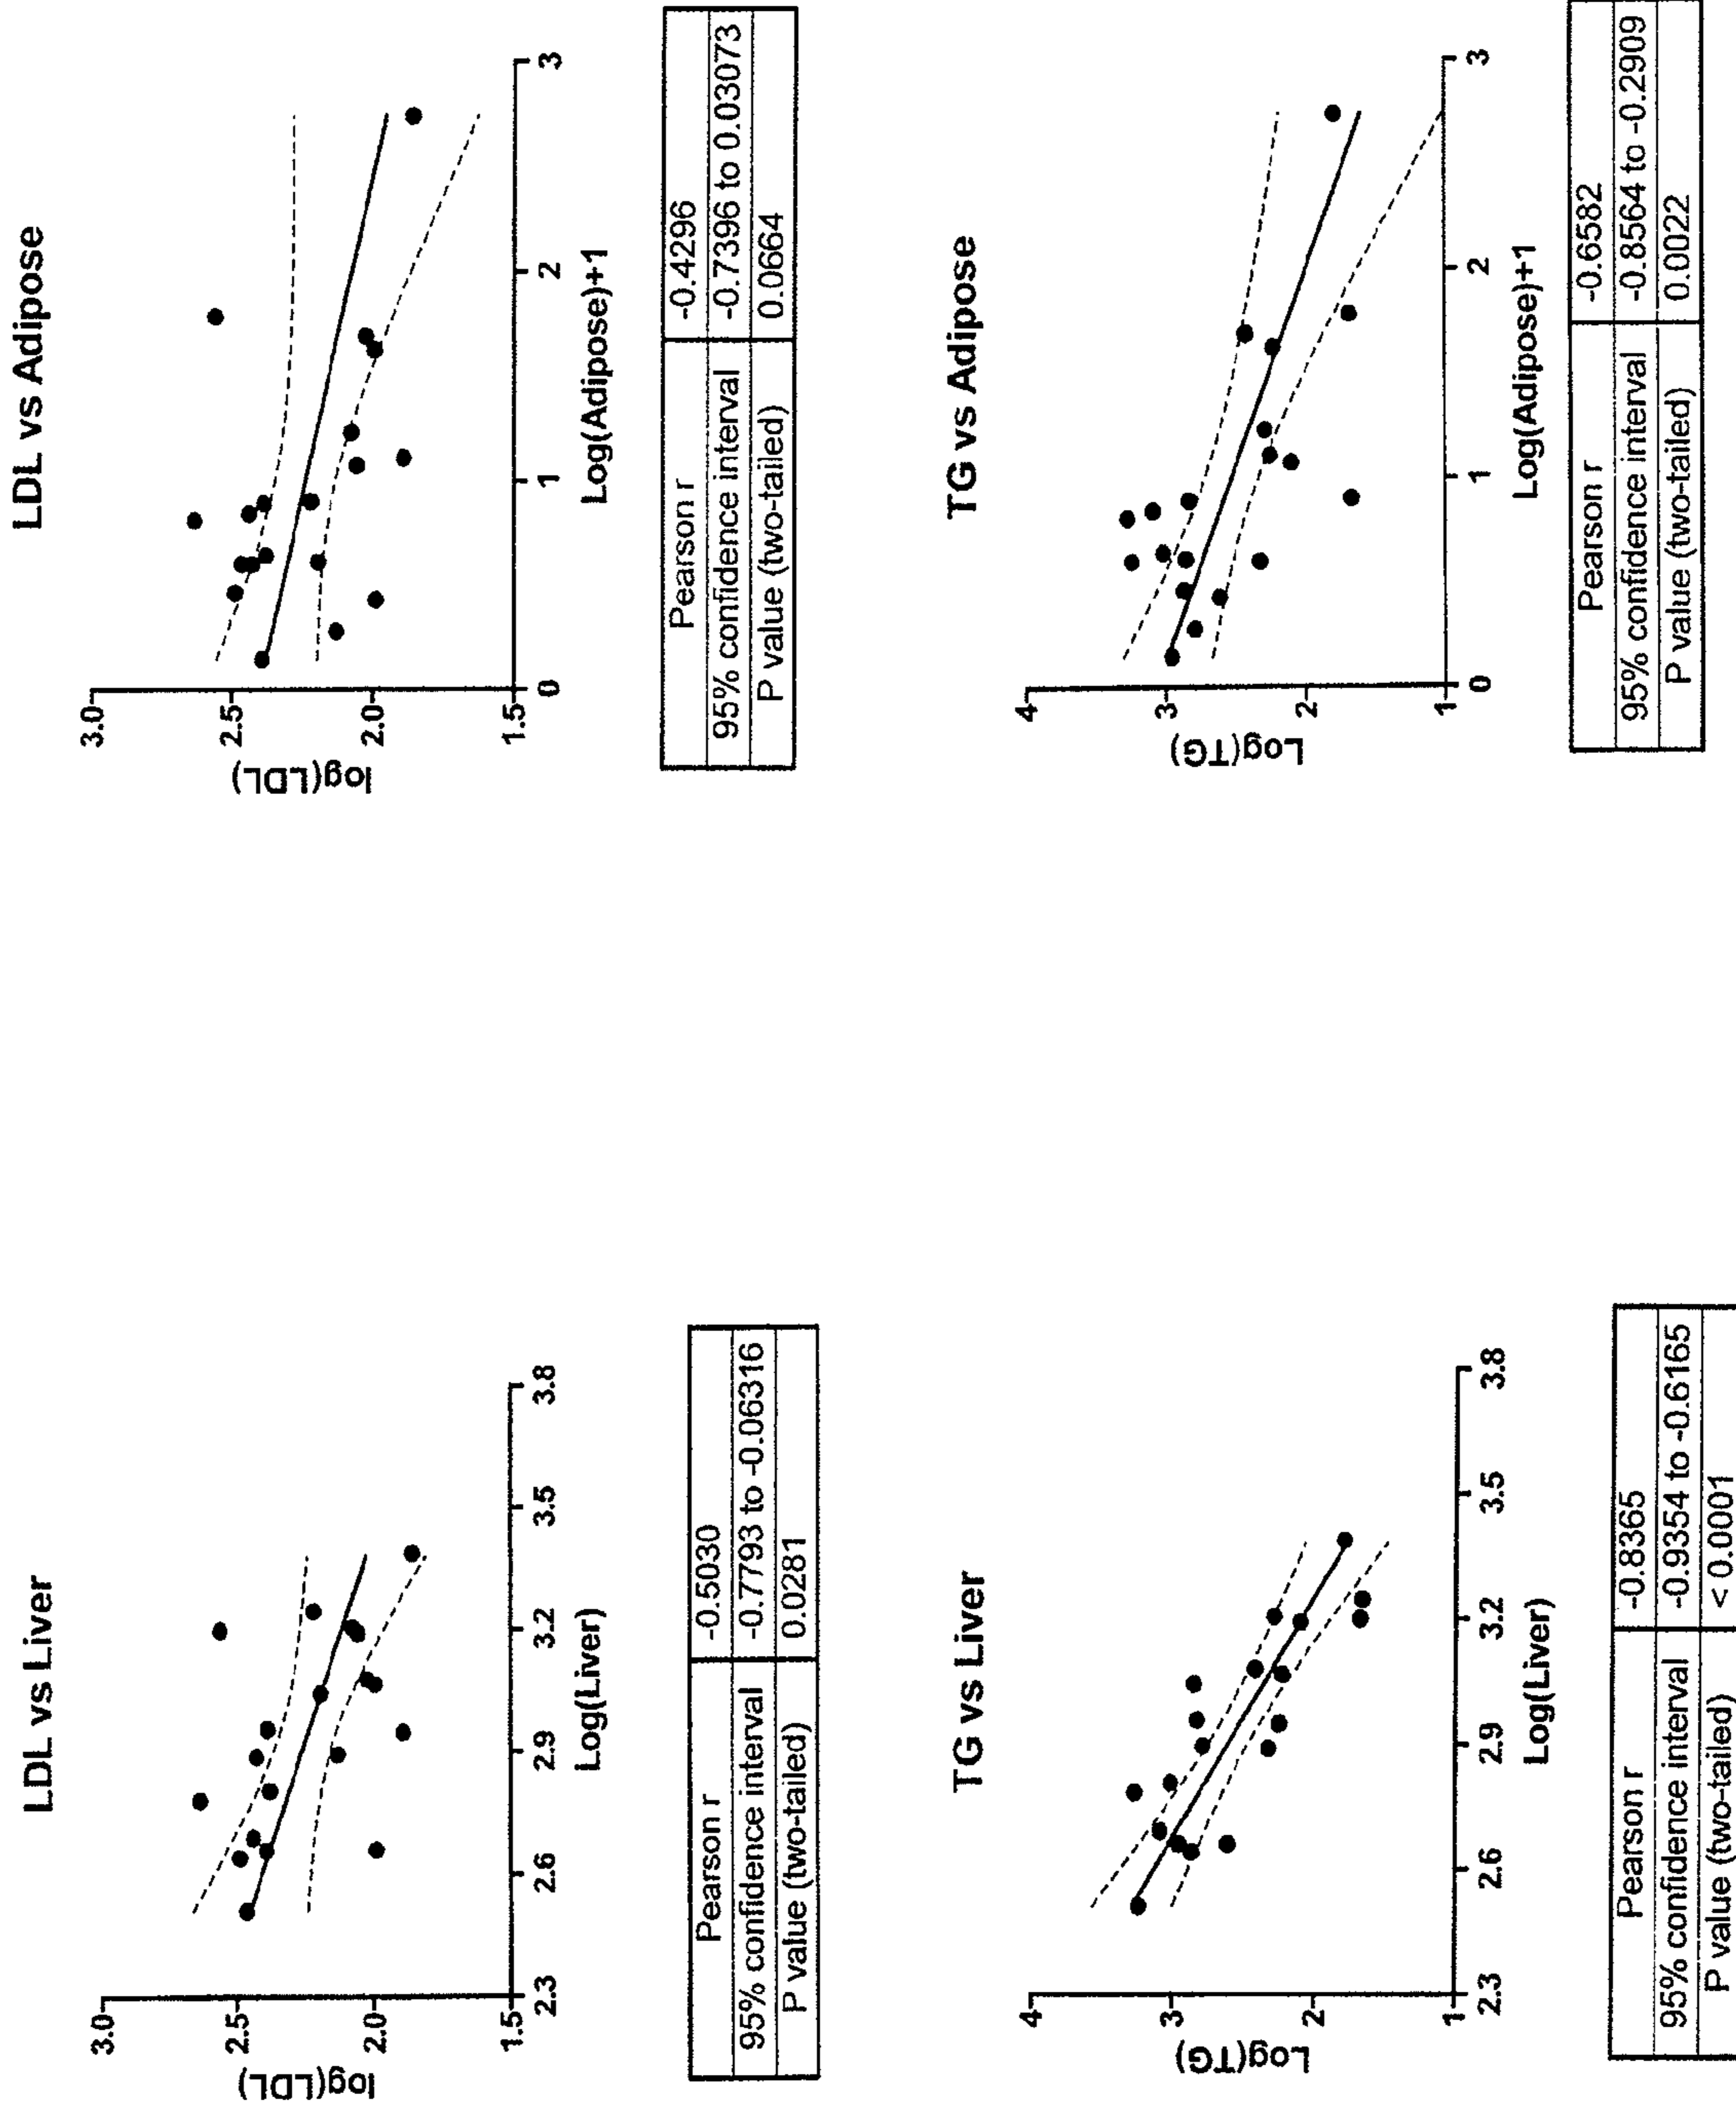 LDL vs Liver
log(LDL)
3.0
2.5
2.0
1.5
2.3 2.6 2.9 3.2 3.5 3.8
Log(Liver)
Pearson r -0.5030
95% confidence interval -0.7793 to -0.06316
P value (two-tailed) 0.0281
LDL vs Adipose
log(LDL)
3.0
2.5
2.0
1.5
0 1 2 3
Log(Adipose)+1
Pearson r -0.4296
95% confidence interval -0.7396 to 0.03073
P value (two-tailed) 0.0664
TG vs Liver
Log(TG)
4
3
2
1
2.3 2.6 2.9 3.2 3.5 3.8
Log(Liver)
Pearson r -0.8365
95% confidence interval -0.9354 to -0.6165
P value (two-tailed) < 0.0001
TG vs Adipose
Log(TG)
4
3
2
1
0 1 2 3
Log(Adipose)+1
Pearson r -0.6582
95% confidence interval -0.8564 to -0.2909
P value (two-tailed) 0.0022